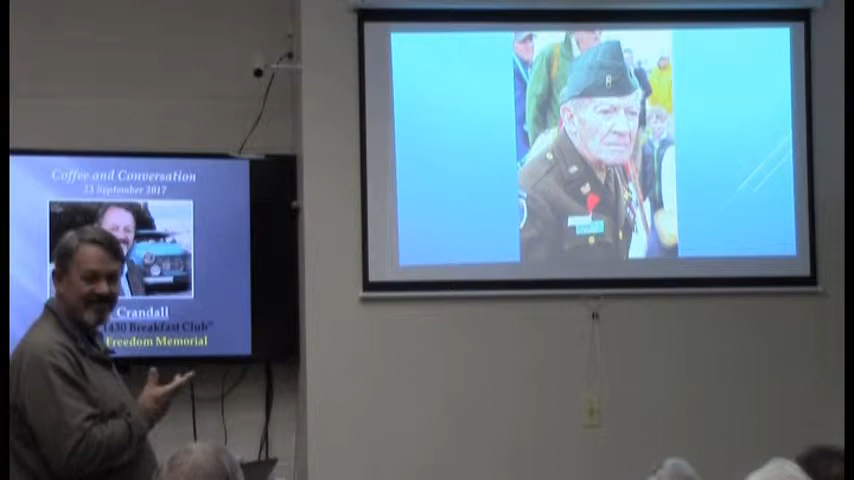 Coffee and Conversation
23 September 2017
Crandall
1430 Breakfast Club"
Freedom Memorial